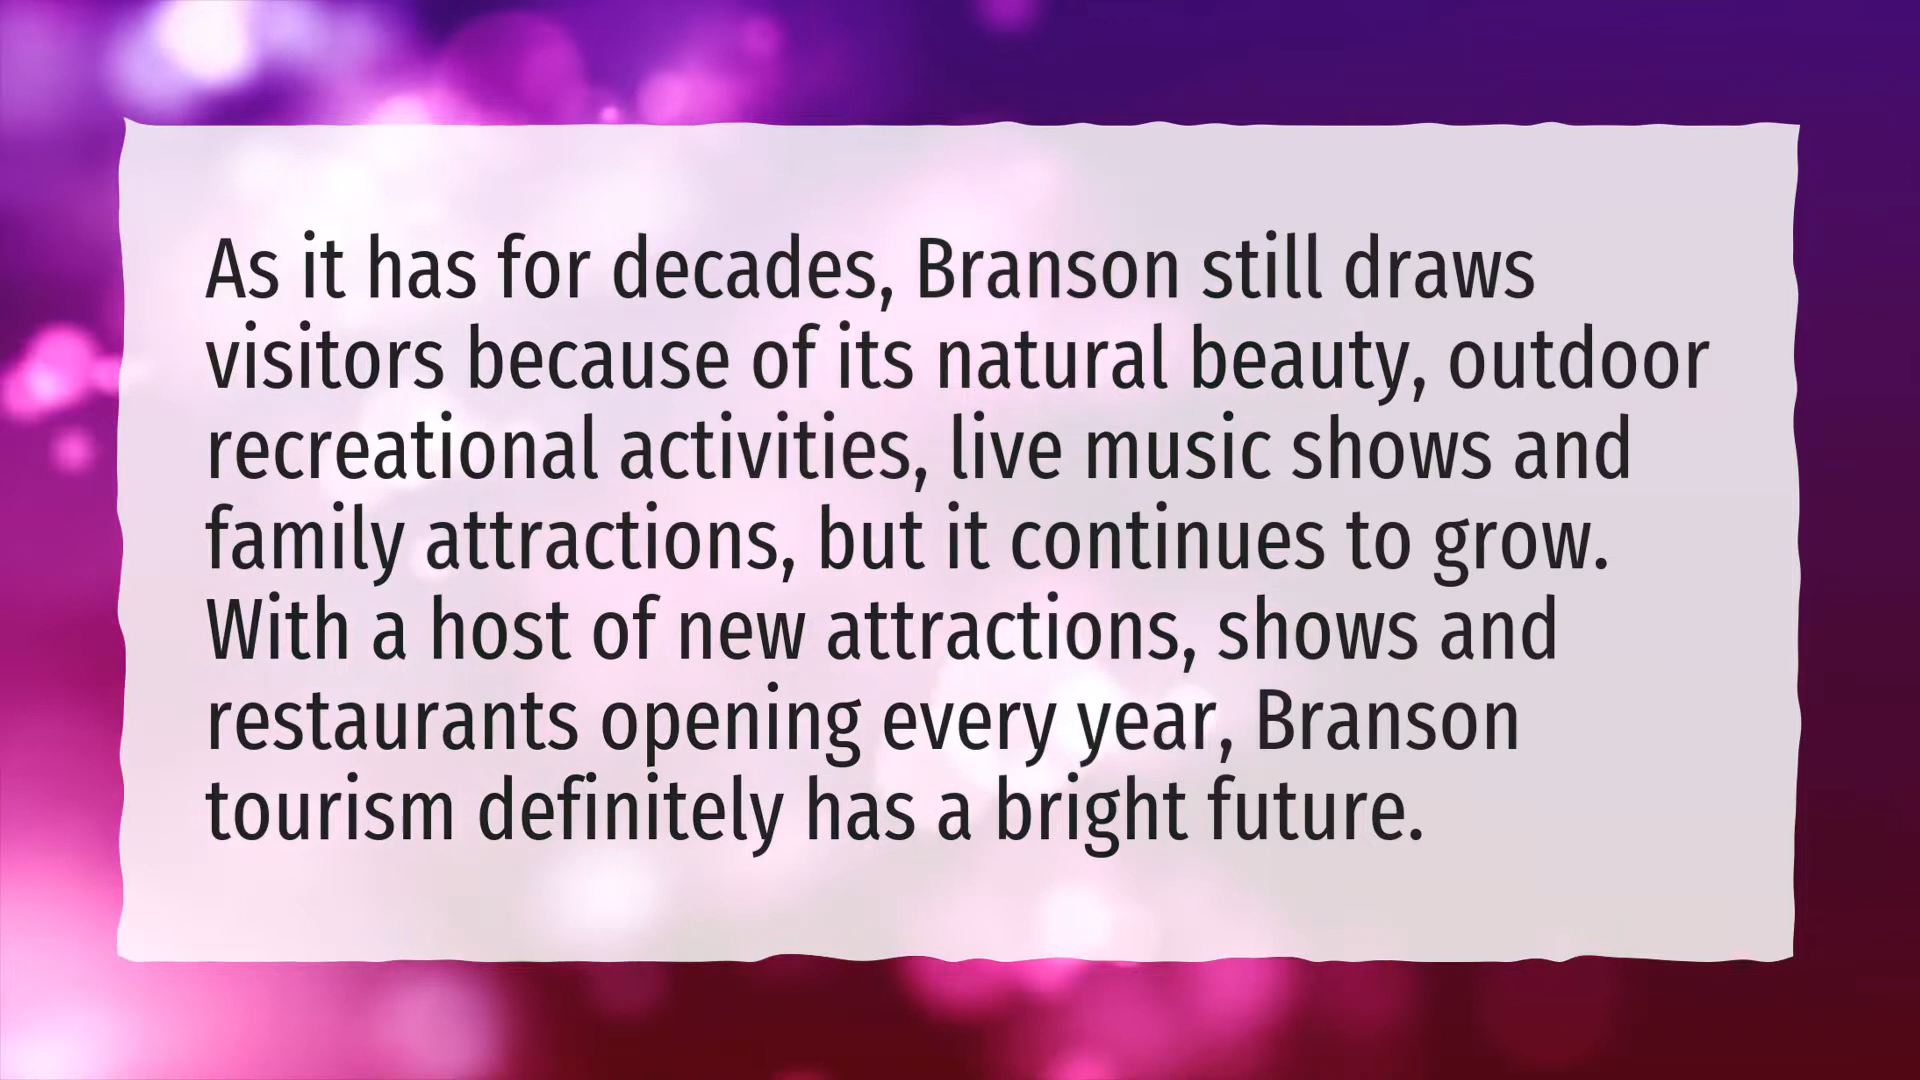 As it has for decades, Branson still draws
visitors because of its natural beauty, outdoor
recreational activities, live music shows and
family attractions, but it continues to grow.
With a host of new attractions, shows and
restaurants opening every year, Branson
tourism definitely has a bright future.